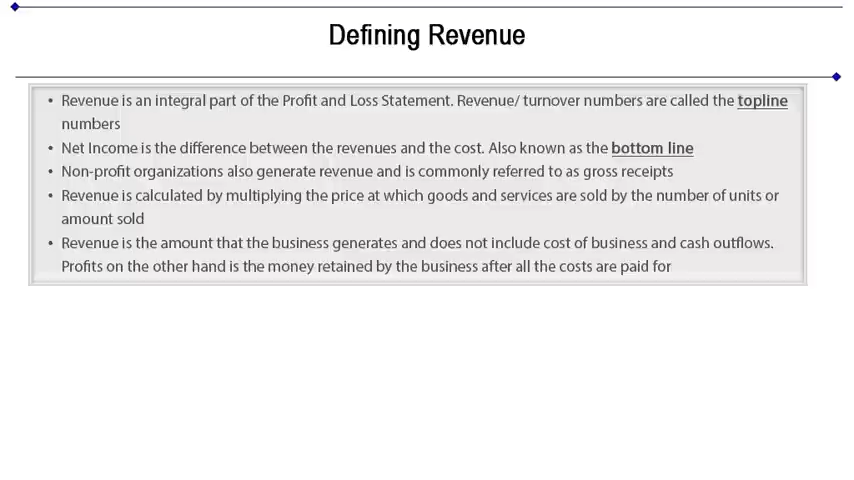 Defining Revenue
• Revenue is an integral part of the Profit and Loss Statement. Revenue/ turnover numbers are called the topline
numbers
• Net Income is the difference between the revenues and the cost. Also known as the bottom line
• Non-profit organizations also generate revenue and is commonly referred to as gross receipts
• Revenue is calculated by multiplying the price at which goods and services are sold by the number of units or
amount sold
• Revenue is the amount that the business generates and does not include cost of business and cash outflows.
Profits on the other hand is the money retained by the business after all the costs are paid for